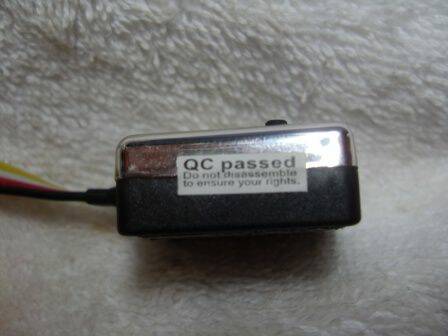 QC passed
Do not disassemble
to ensure your rights.